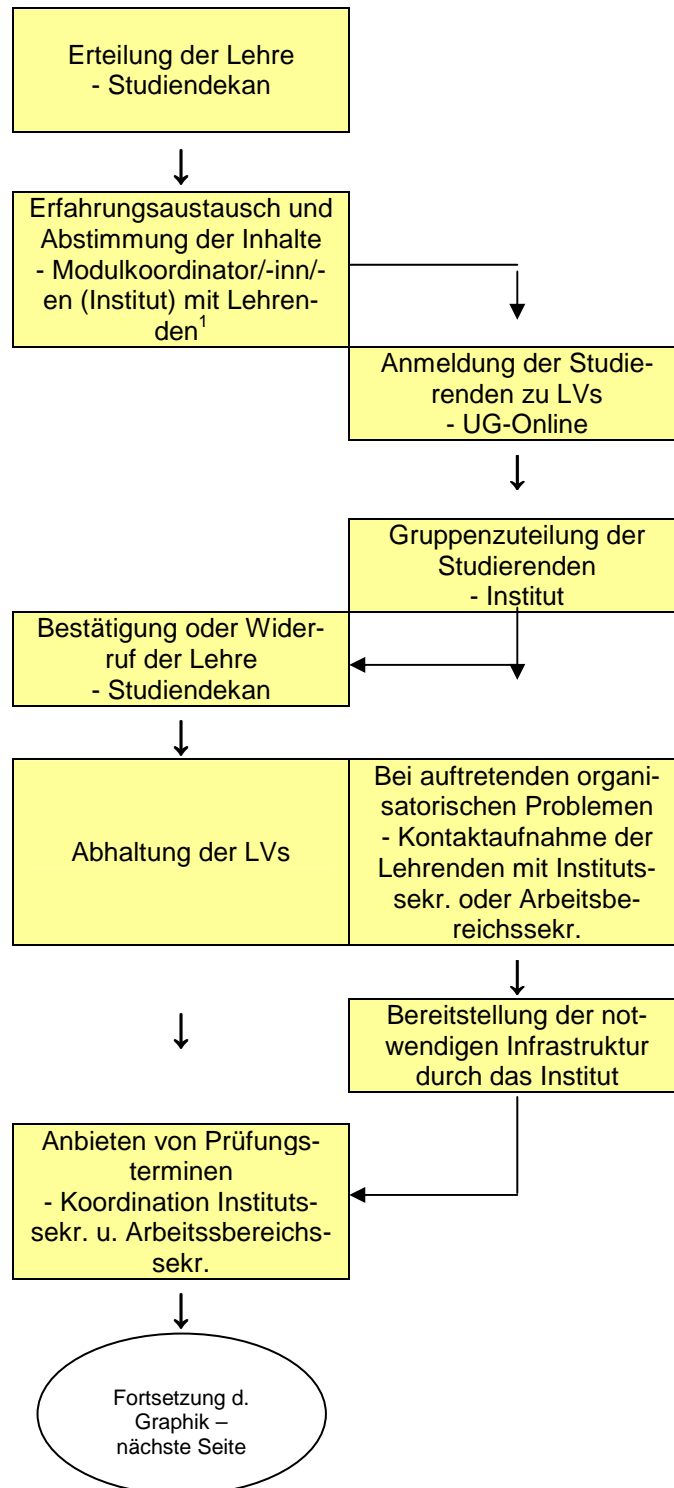 Erteilung der Lehre
- Studiendekan
Erfahrungsaustausch und
Abstimmung der Inhalte
- Modulkoordinator/-inn/-
en (Institut) mit Lehren-
den1
Anmeldung der Studie-
renden zu LVs
- UG-Online
Gruppenzuteilung der
Studierenden
- Institut
Bestätigung oder Wider-
ruf der Lehre
- Studiendekan
Abhaltung der LVs
Bei auftretenden organi-
satorischen Problemen
- Kontaktaufnahme der
Lehrenden mit Instituts-
sekr. oder Arbeitsbe-
reichssekr.
Bereitstellung der not-
wendigen Infrastruktur
durch das Institut
Anbieten von Prüfungs-
terminen
- Koordination Instituts-
sekr. u. Arbeitssbereichs-
sekr.
Fortsetzung d.
Graphik –
nächste Seite